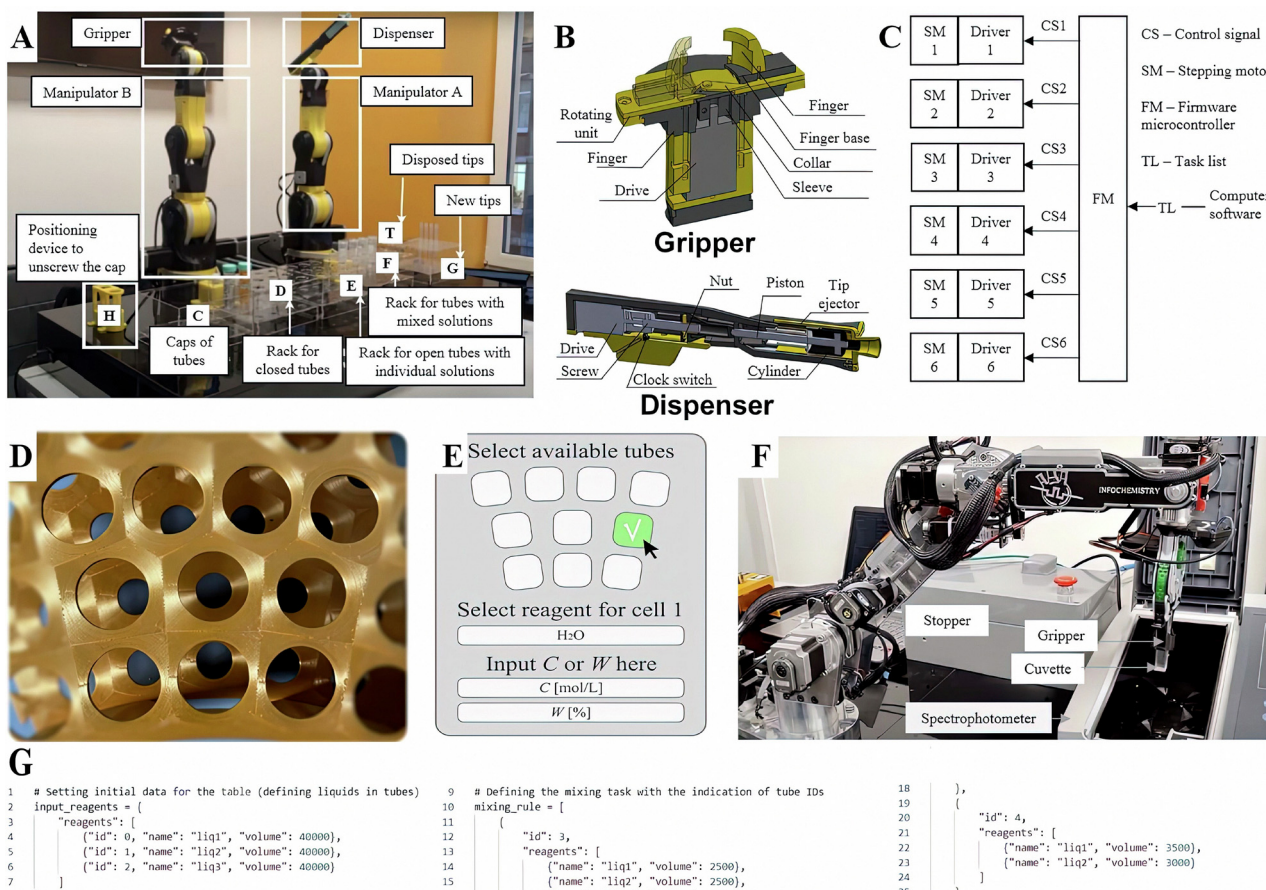 A
Gripper
Dispenser
Manipulator B
Manipulator A
Disposed tips
New tips
Positioning
device to
unscrew the cap
T
F
G
H
C
D
E
Caps of
tubes
Rack for
closed tubes
Rack for tubes with
mixed solutions
Rack for open tubes with
individual solutions
B
Rotating
unit
Finger
Drive
Finger
Finger base
Collar
Sleeve
Gripper
Nut
Piston
Tip
ejector
Drive
Screw
Clock switch
Cylinder
Dispenser
C
SM
1
Driver
1
CS1
SM
2
Driver
2
CS2
SM
3
Driver
3
CS3
SM
4
Driver
4
CS4
SM
5
Driver
5
CS5
SM
6
Driver
6
CS6
FM
TL
Computer
software
CS – Control signal
SM – Stepping moto
FM – Firmware
microcontroller
TL – Task list
D
E
Select available tubes
√
Select reagent for cell 1
H₂O
Input C or W here
C [mol/L]
W [%]
F
INFOCHEMISTRY
Stopper
Gripper
Cuvette
Spectrophotometer
G
1 # Setting initial data for the table (defining liquids in tubes)
2 input_reagents = {
3 "reagents": [
4 {"id": 0, "name": "liq1", "volume": 40000},
5 {"id": 1, "name": "liq2", "volume": 40000},
6 {"id": 2, "name": "liq3", "volume": 40000}
7 ]
9 # Defining the mixing task with the indication of tube IDs
10 mixing_rule = [
11 {
12 "id": 3,
13 "reagents": [
14 {"name": "liq1", "volume": 2500},
15 {"name": "liq2", "volume": 2500},
18 },
19 {
20 "id": 4,
21 "reagents": [
22 {"name": "liq1", "volume": 3500},
23 {"name": "liq2", "volume": 3000}
24 ]